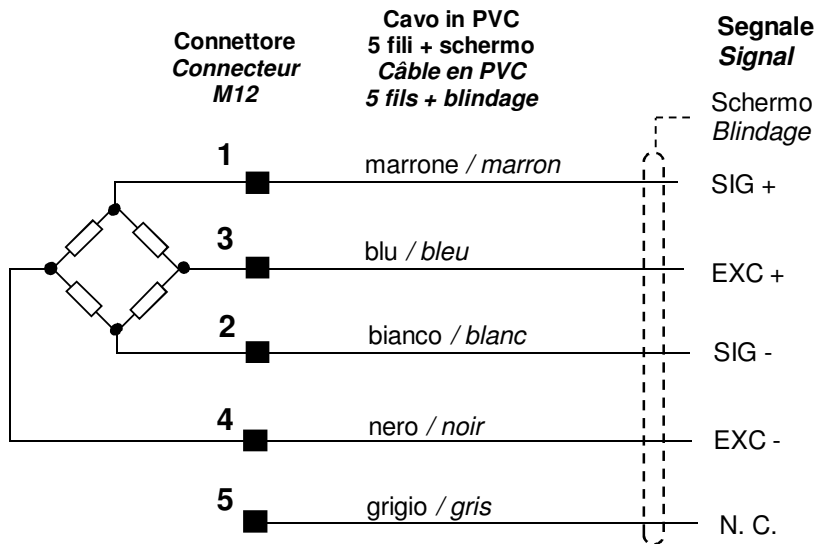 Connettore
Connecteur
M12
Cavo in PVC
5 fili + schermo
Câble en PVC
5 fils + blindage
Segnale
Signal
Schermo
Blindage
1
marrone / marron
SIG +
3
blu / bleu
EXC +
2
bianco / blanc
SIG -
4
nero / noir
EXC -
5
grigio / gris
N. C.